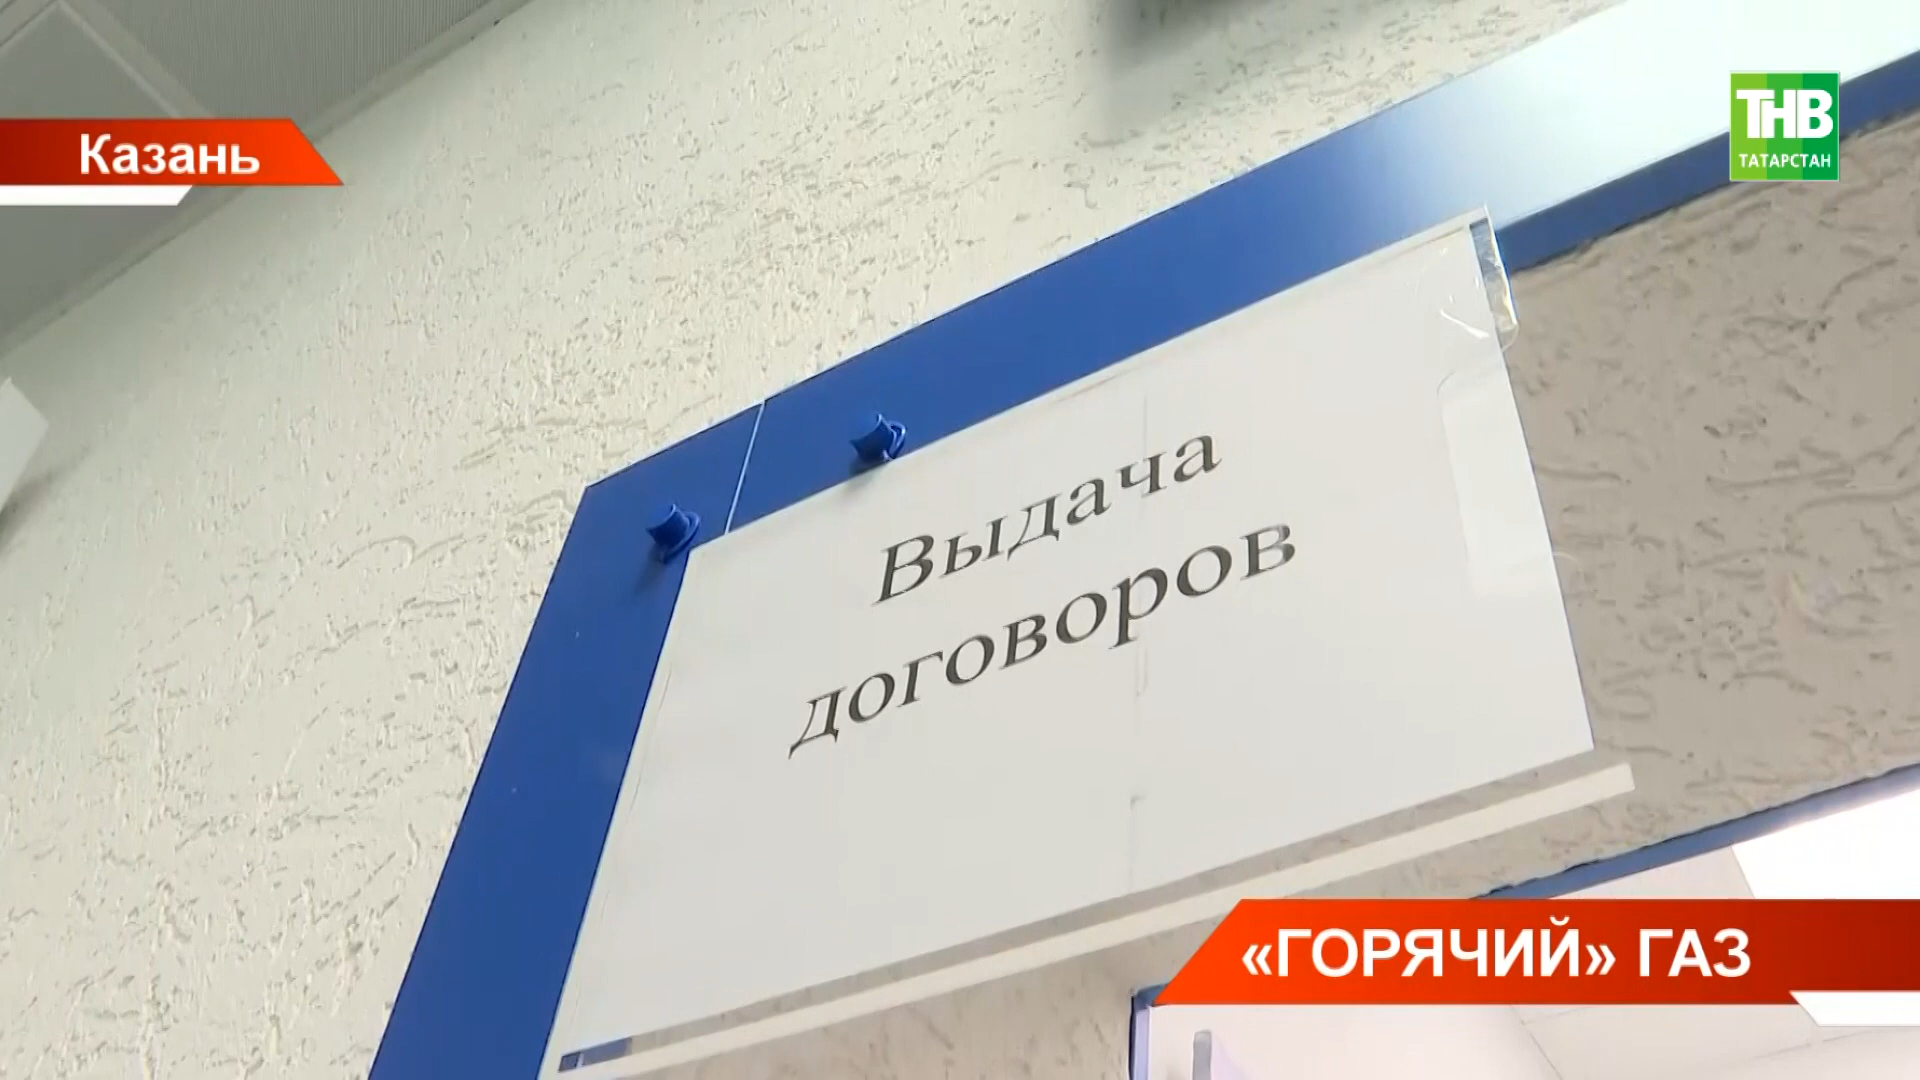 Казань
ТНВ
ТАТАРСТАН
Выдача
договоров
«ГОРЯЧИЙ» ГАЗ